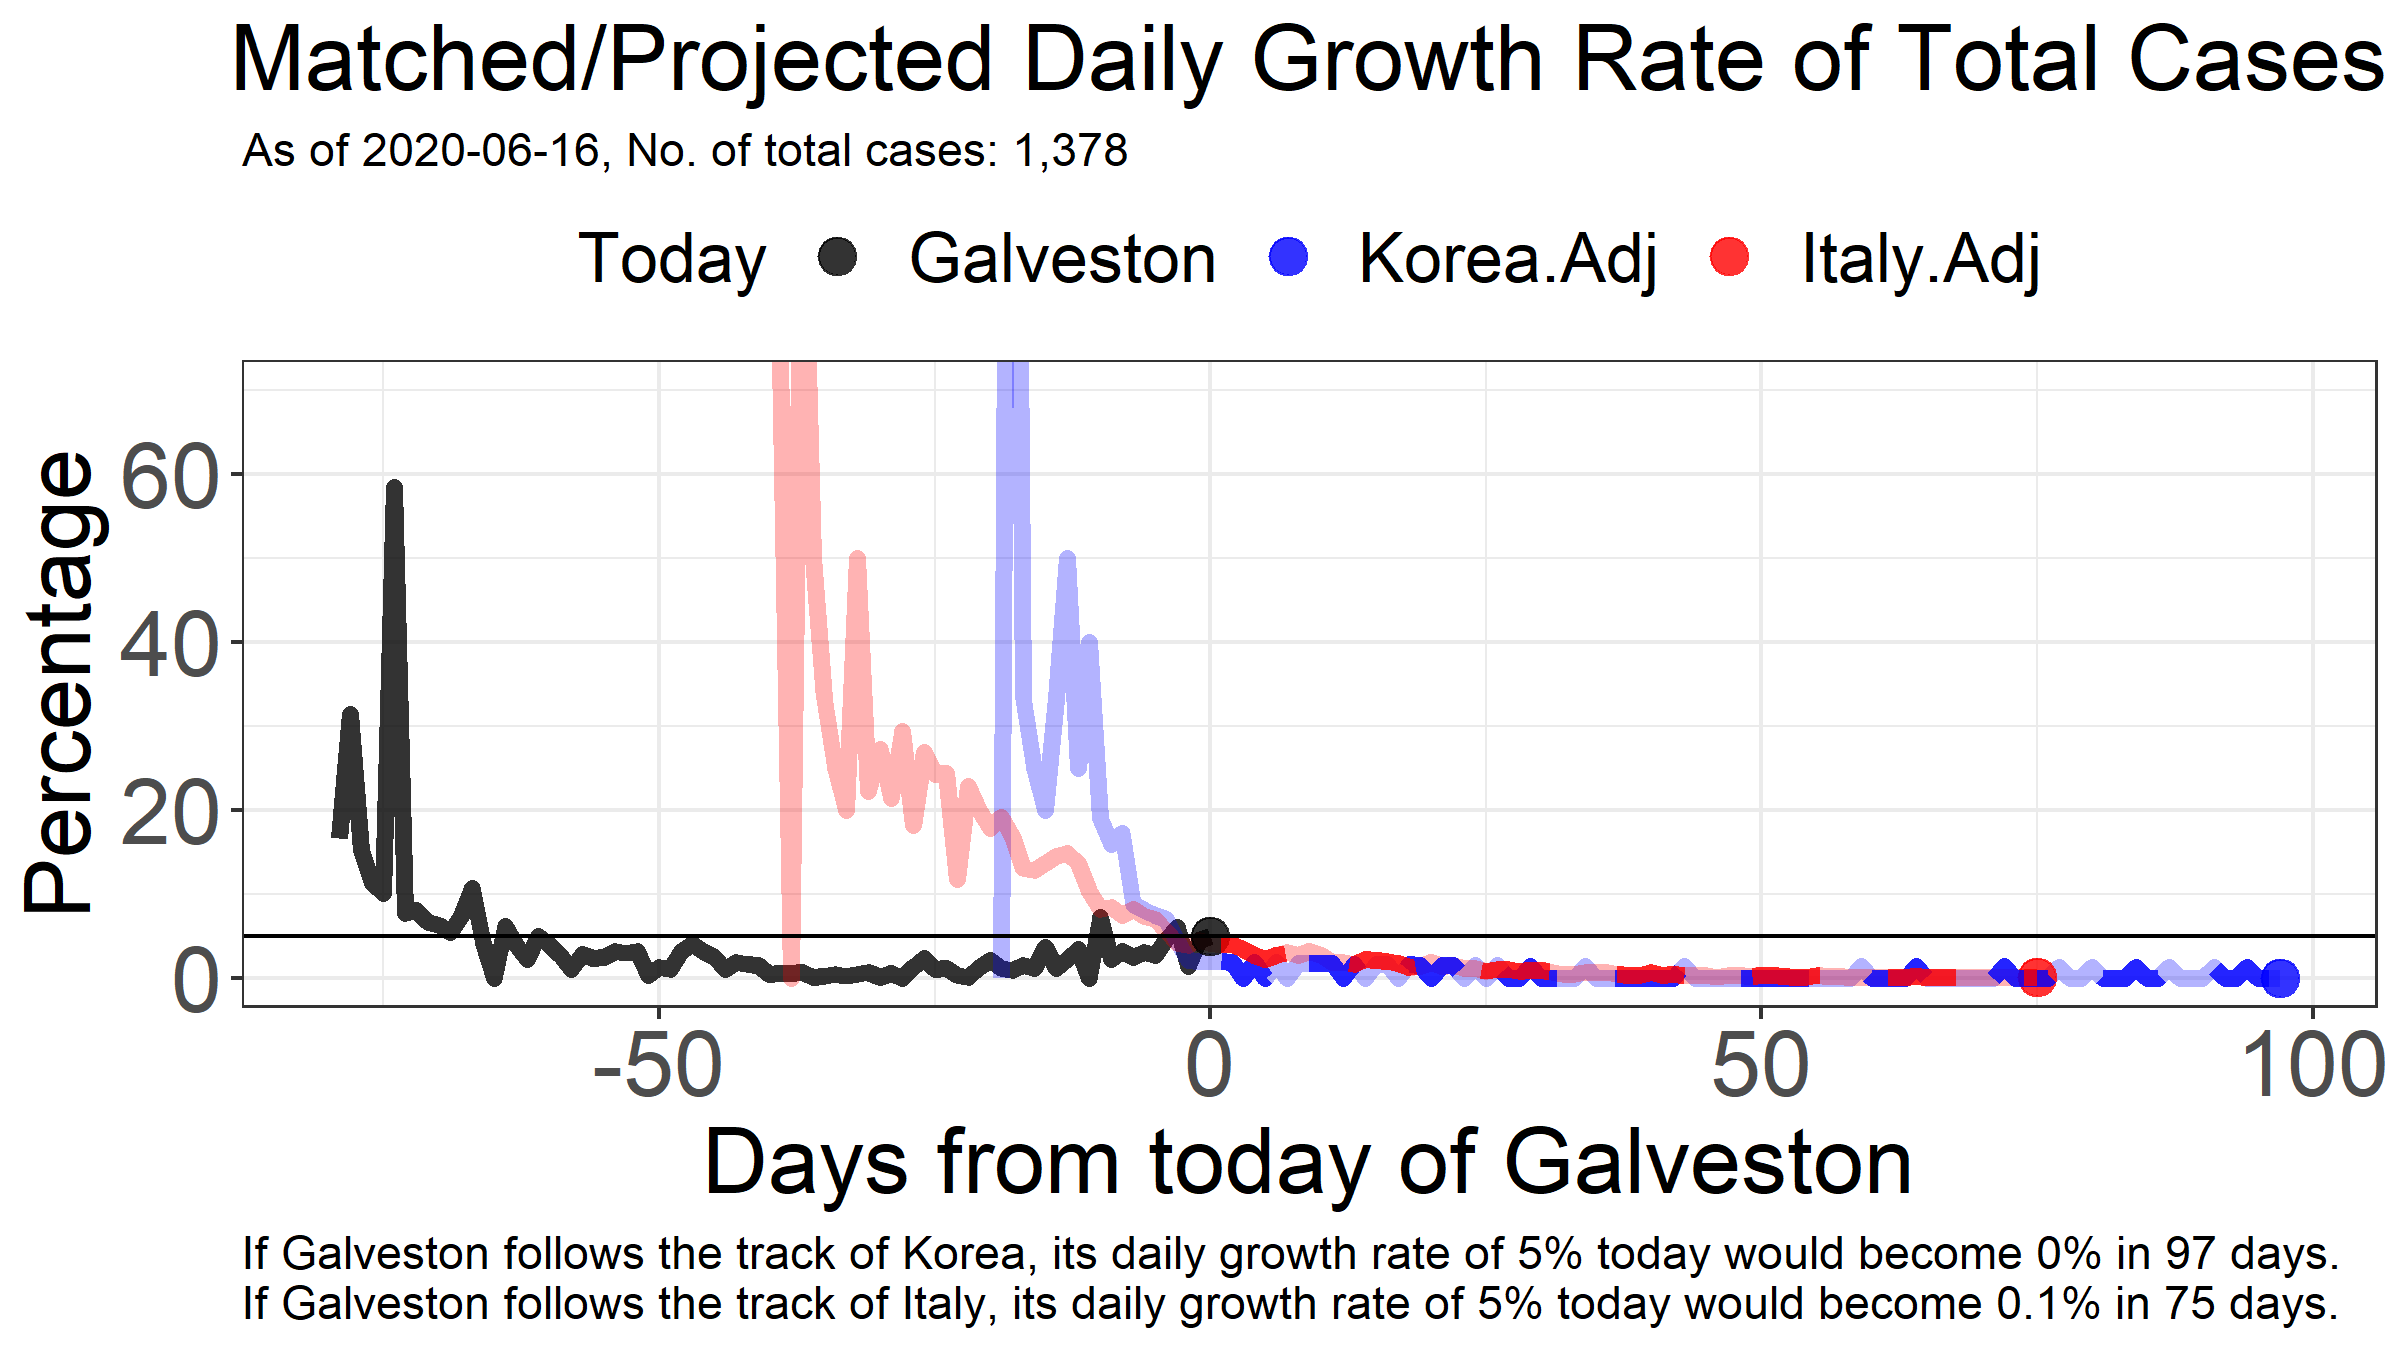 Matched/Projected Daily Growth Rate of Total Cases
As of 2020-06-16, No. of total cases: 1,378
Today Galveston Korea.Adj Italy.Adj
Percentage
60
40
20
0
-50 0 50 100
Days from today of Galveston
If Galveston follows the track of Korea, its daily growth rate of 5% today would become 0% in 97 days.
If Galveston follows the track of Italy, its daily growth rate of 5% today would become 0.1% in 75 days.